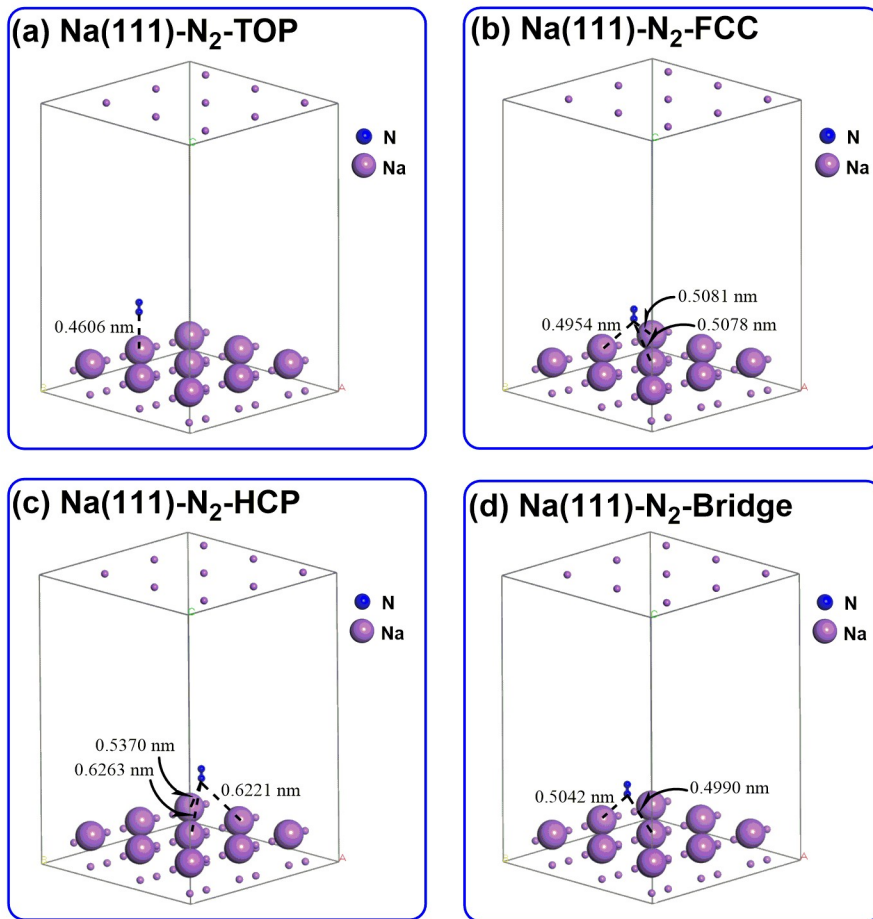 (a) Na(111)-N₂-TOP
C
N
Na
0.4606 nm
B
A
(b) Na(111)-N₂-FCC
C
N
Na
0.5081 nm
0.4954 nm
0.5078 nm
B
A
(c) Na(111)-N₂-HCP
C
N
Na
0.5370 nm
0.6263 nm
0.6221 nm
B
A
(d) Na(111)-N₂-Bridge
C
N
Na
0.5042 nm
0.4990 nm
B
A